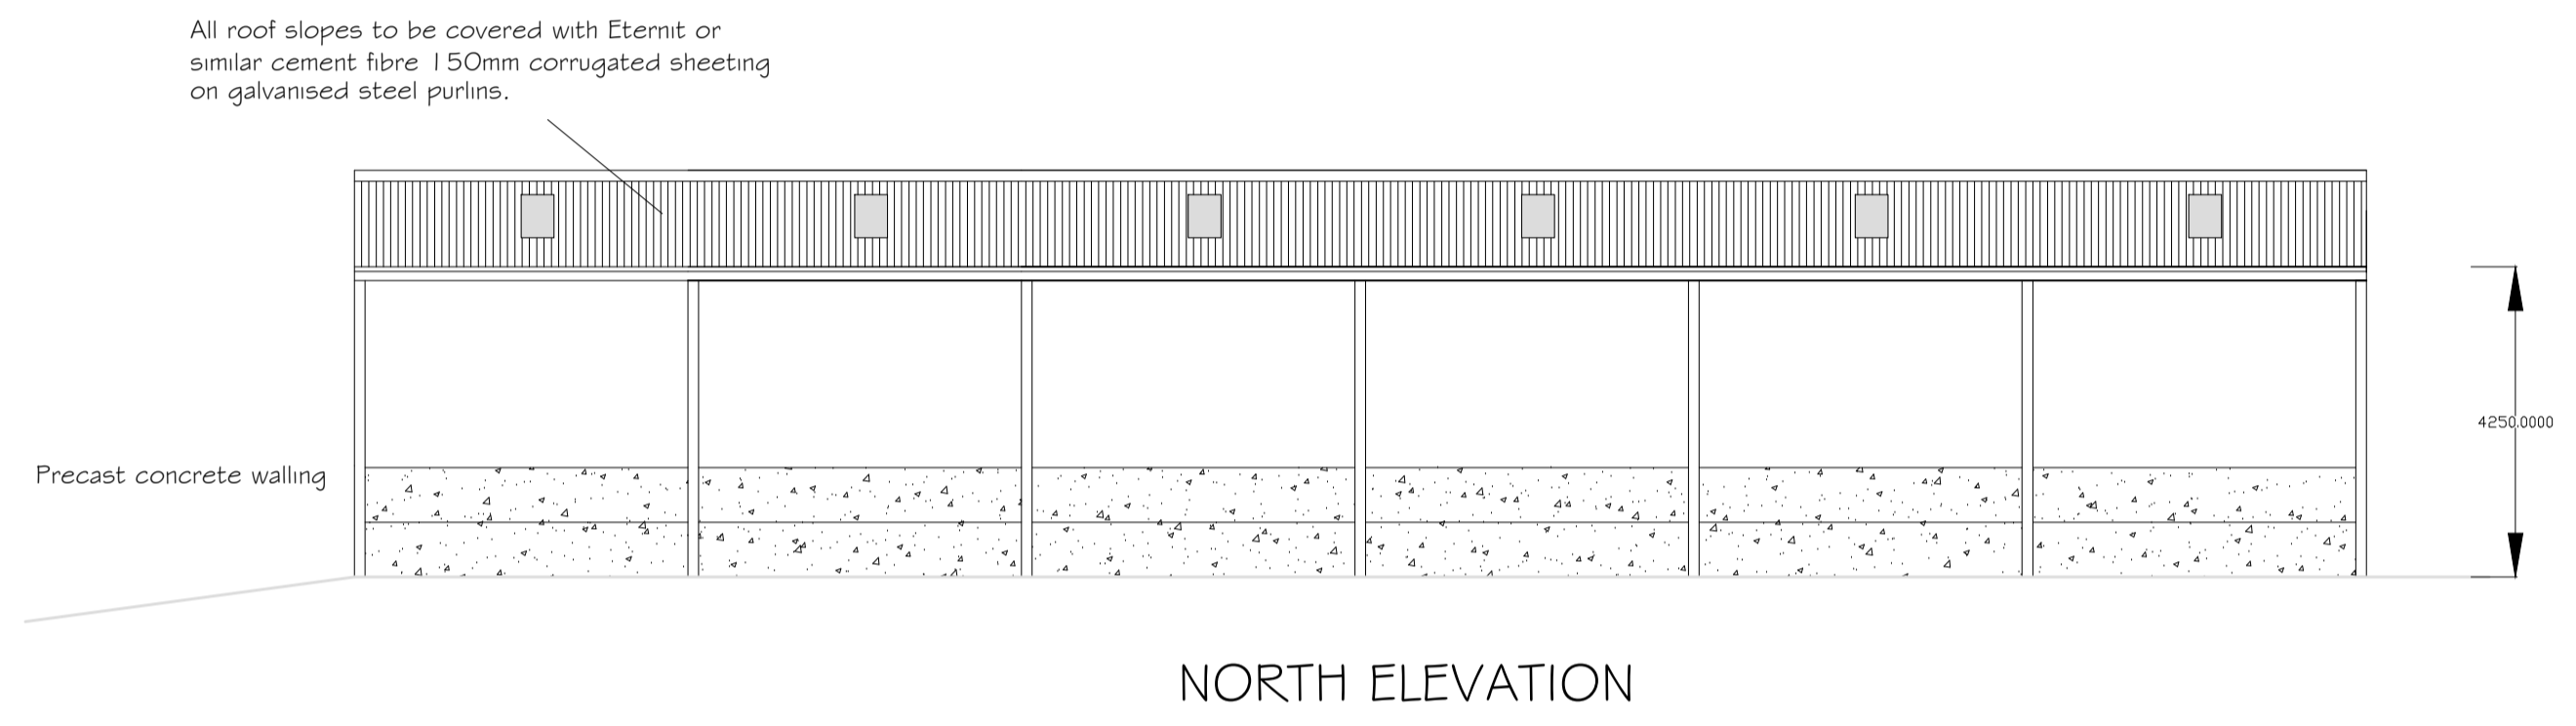 All roof slopes to be covered with Eternit or
similar cement fibre 150mm corrugated sheeting
on galvanised steel purlins.
Precast concrete walling
4250.0000
NORTH ELEVATION